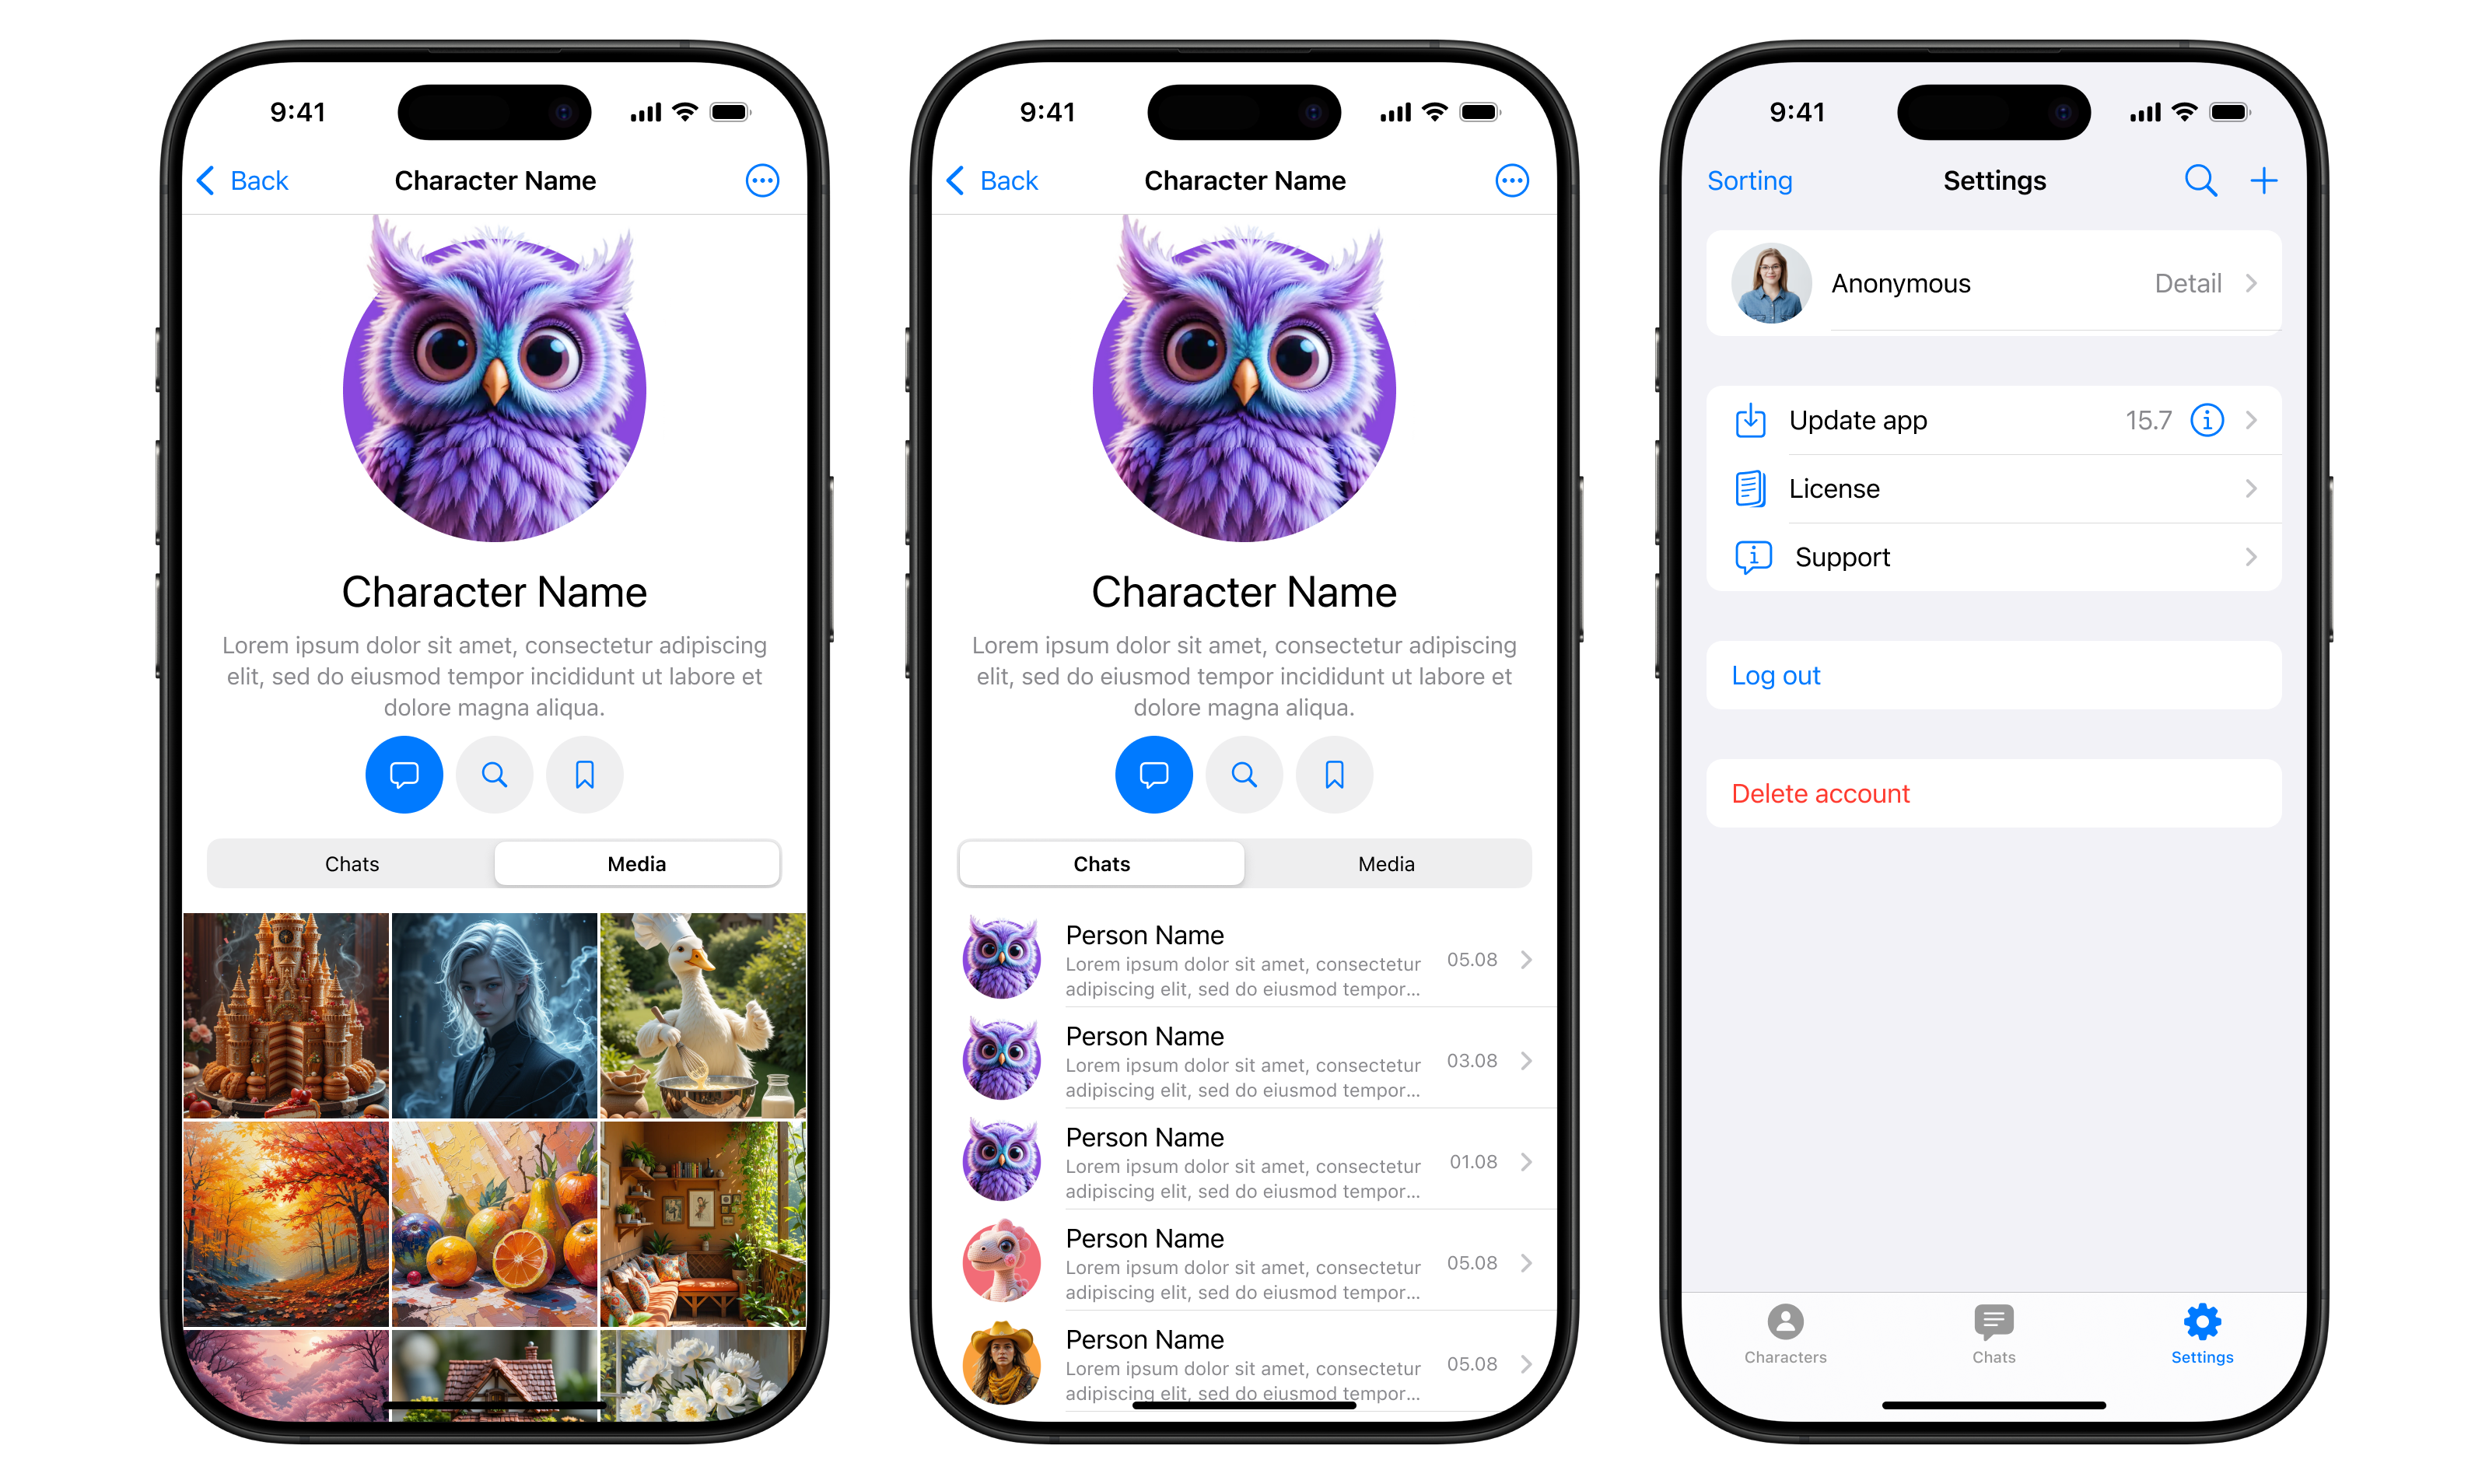 9:41
Back
Character Name
Character Name
Lorem ipsum dolor sit amet, consectetur adipiscing
elit, sed do eiusmod tempor incididunt ut labore et
dolore magna aliqua.
Chats
Media
9:41
Back
Character Name
Character Name
Lorem ipsum dolor sit amet, consectetur adipiscing
elit, sed do eiusmod tempor incididunt ut labore et
dolore magna aliqua.
Chats
Media
Person Name
Lorem ipsum dolor sit amet, consectetur
adipiscing elit, sed do eiusmod tempor...
05.08
Person Name
Lorem ipsum dolor sit amet, consectetur
adipiscing elit, sed do eiusmod tempor...
03.08
Person Name
Lorem ipsum dolor sit amet, consectetur
adipiscing elit, sed do eiusmod tempor...
01.08
Person Name
Lorem ipsum dolor sit amet, consectetur
adipiscing elit, sed do eiusmod tempor...
05.08
Person Name
Lorem ipsum dolor sit amet, consectetur
adipiscing elit, sed do eiusmod tempor...
05.08
9:41
Sorting
Settings
Anonymous
Detail
Update app
15.7
License
Support
Log out
Delete account
Characters
Chats
Settings